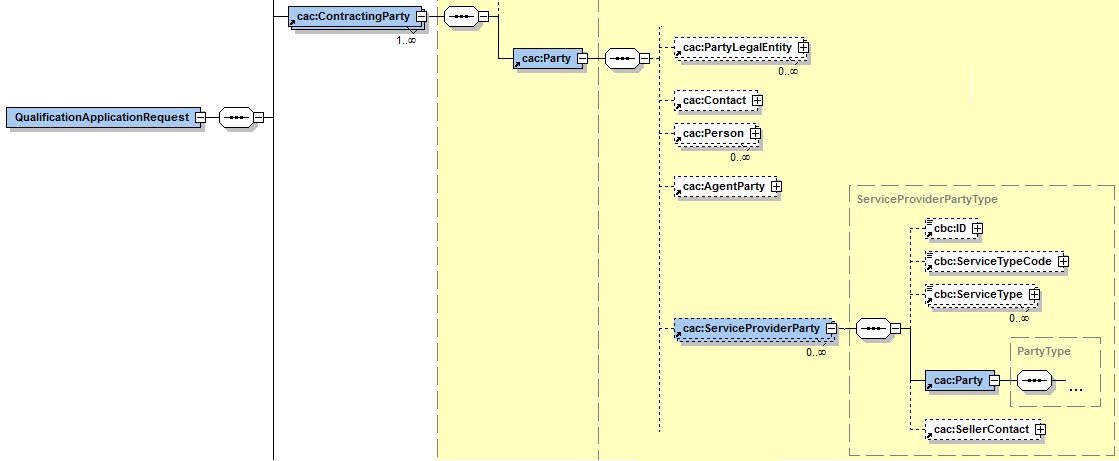 cac:ContractingParty
1..∞
cac:Party
cac:PartyLegalEntity
0..∞
cac:Contact
QualificationApplicationRequest
cac:Person
0..∞
cac:AgentParty
ServiceProviderPartyType
cbc:ID
cbc:ServiceTypeCode
cbc:ServiceType
0..∞
cac:ServiceProviderParty
0..∞
PartyType
cac:Party
...
cac:SellerContact